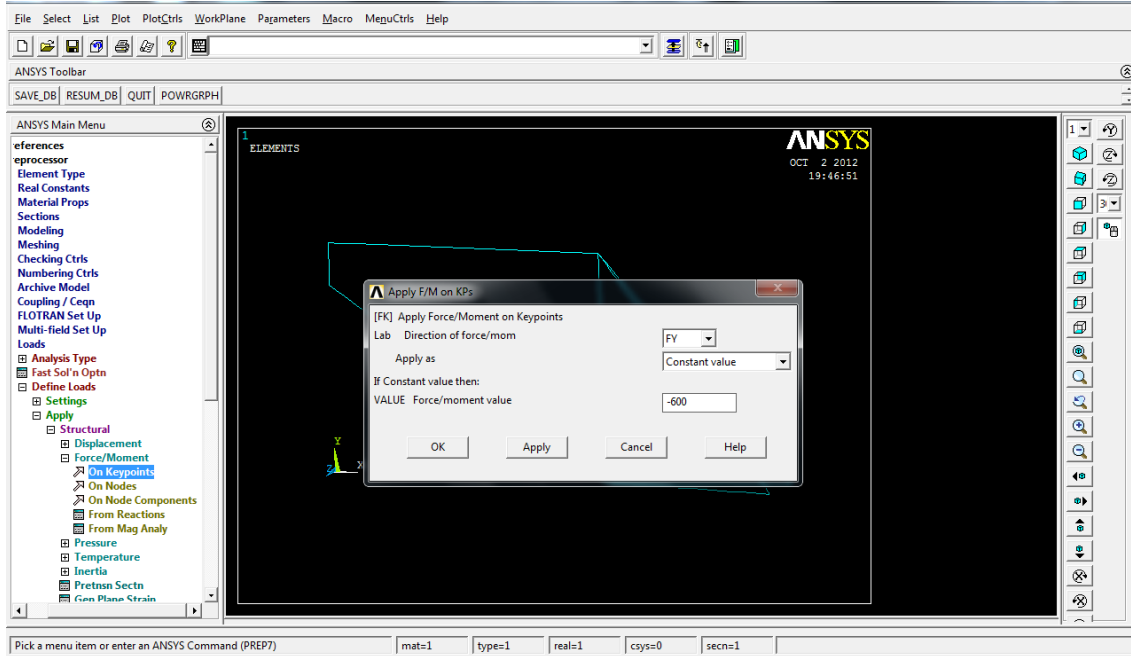 File Select List Plot PlotCtrls WorkPlane Parameters Macro MenuCtrls Help
ANSYS Toolbar
SAVE_DB RESUM_DB QUIT POWRGRPH
ANSYS Main Menu
eferences
eprocessor
Element Type
Real Constants
Material Props
Sections
Modeling
Meshing
Checking Ctrls
Numbering Ctrls
Archive Model
Coupling / Ceqn
FLOTRAN Set Up
Multi-field Set Up
Loads
Analysis Type
Fast Sol'n Optn
Define Loads
Settings
Apply
Structural
Displacement
Force/Moment
On Keypoints
On Nodes
On Node Components
From Reactions
From Mag Analy
Pressure
Temperature
Inertia
Pretnsn Sectn
Gen Plane Strain
1
ELEMENTS
ANSYS
OCT 2 2012
19:46:51
Y
Z X
Apply F/M on KPs
[FK] Apply Force/Moment on Keypoints
Lab Direction of force/mom FY
Apply as Constant value
If Constant value then:
VALUE Force/moment value -600
OK Apply Cancel Help
1
3
Pick a menu item or enter an ANSYS Command (PREP7) mat=1 type=1 real=1 csys=0 secn=1